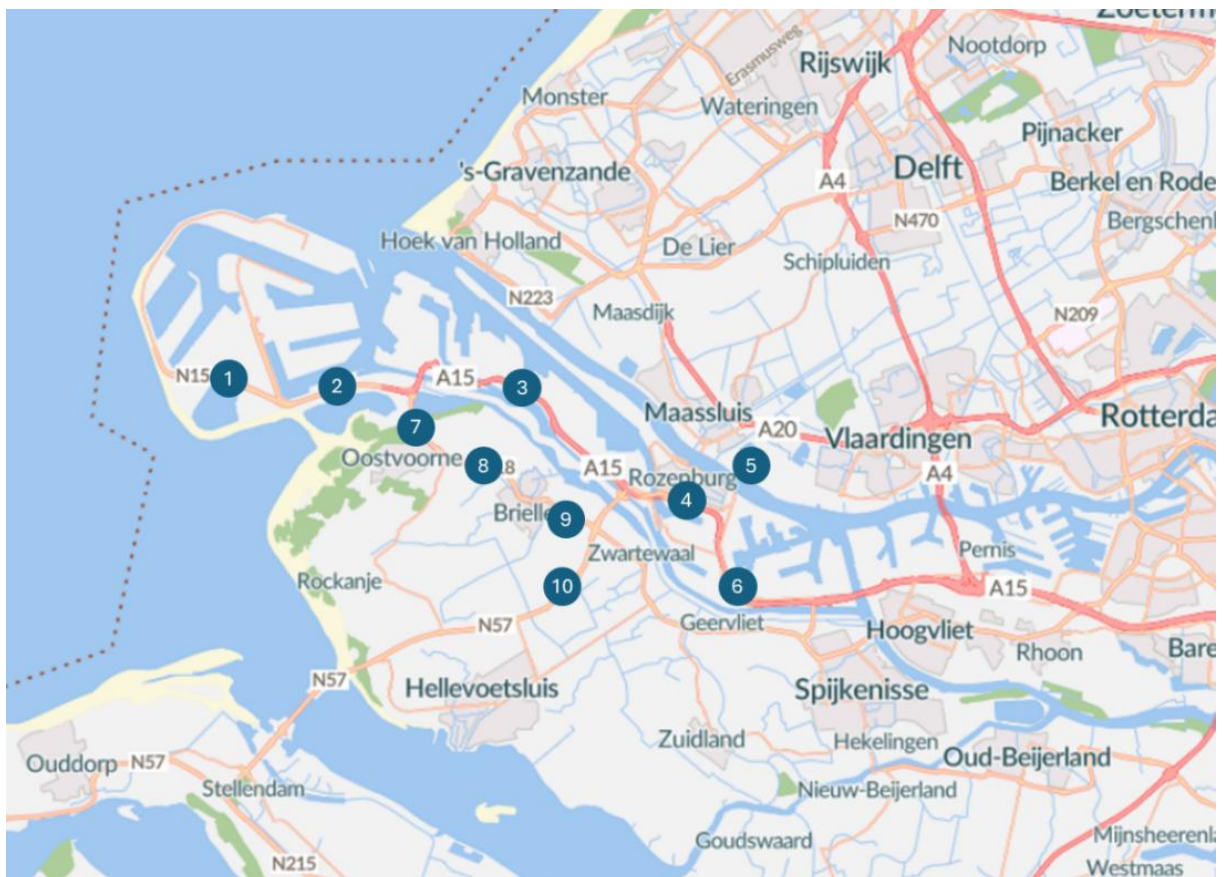 Zoeterm
Nootdorp
Erasmusweg
Rijswijk
Monster
Wateringen
Pijnacker
's-Gravenzande
A4
Delft
Berkel en Rode
N470
Bergschenh
Hoek van Holland
De Lier
Schipluiden
N223
Maasdijk
N209
N15
1
2
A15
3
Maassluis
Rotterda
7
A20
Vlaardingen
Oostvoorne
8
5
A15
Rozenburg
A4
4
Brielle
9
Zwartewaal
Pernis
Rockanje
10
6
A15
Geervliet
N57
Hoogvliet
Rhoon
Bare
N57
Hellevoetsluis
Spijkenisse
Zuidland
Hekelingen
Oud-Beijerland
Ouddorp
N57
Stellendam
Nieuw-Beijerland
Goudswaard
Mijnsheerenla
N215
Westmaas